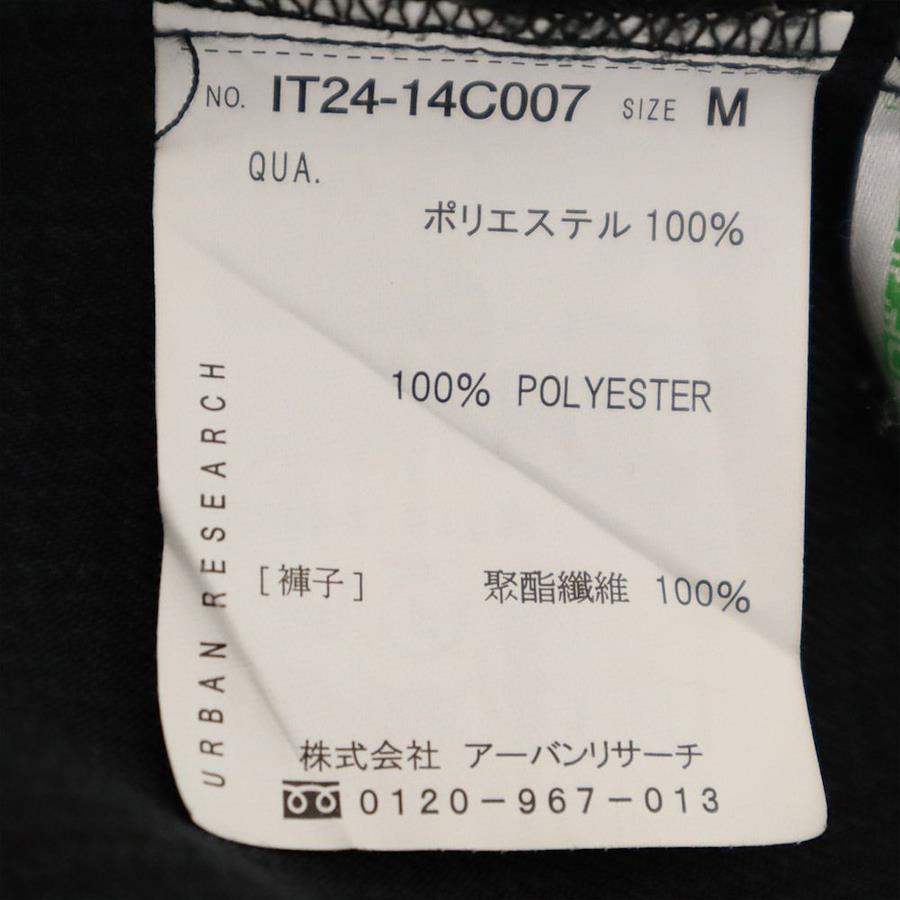 NO. IT24-14C007 SIZE M
QUA.
ポリエステル 100%
100% POLYESTER
[褲子] 聚酯纖維 100%
URBAN RESEARCH
株式会社 アーバンリサーチ
0120-967-013